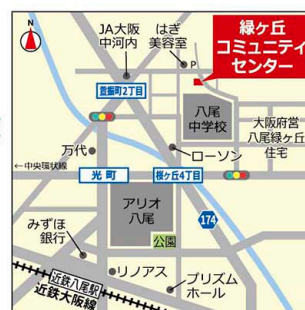 JA大阪
中河内
はぎ
美容室
P
緑ヶ丘
コミュニティ
センター
萱振町2丁目
八尾
中学校
大阪府営
八尾緑ヶ丘
住宅
万代
ローソン
←中央環状線
光町
桜ヶ丘4丁目
アリオ
八尾
174
みずほ
銀行
公園
近鉄八尾駅
近鉄大阪線
リノアス
プリズム
ホール